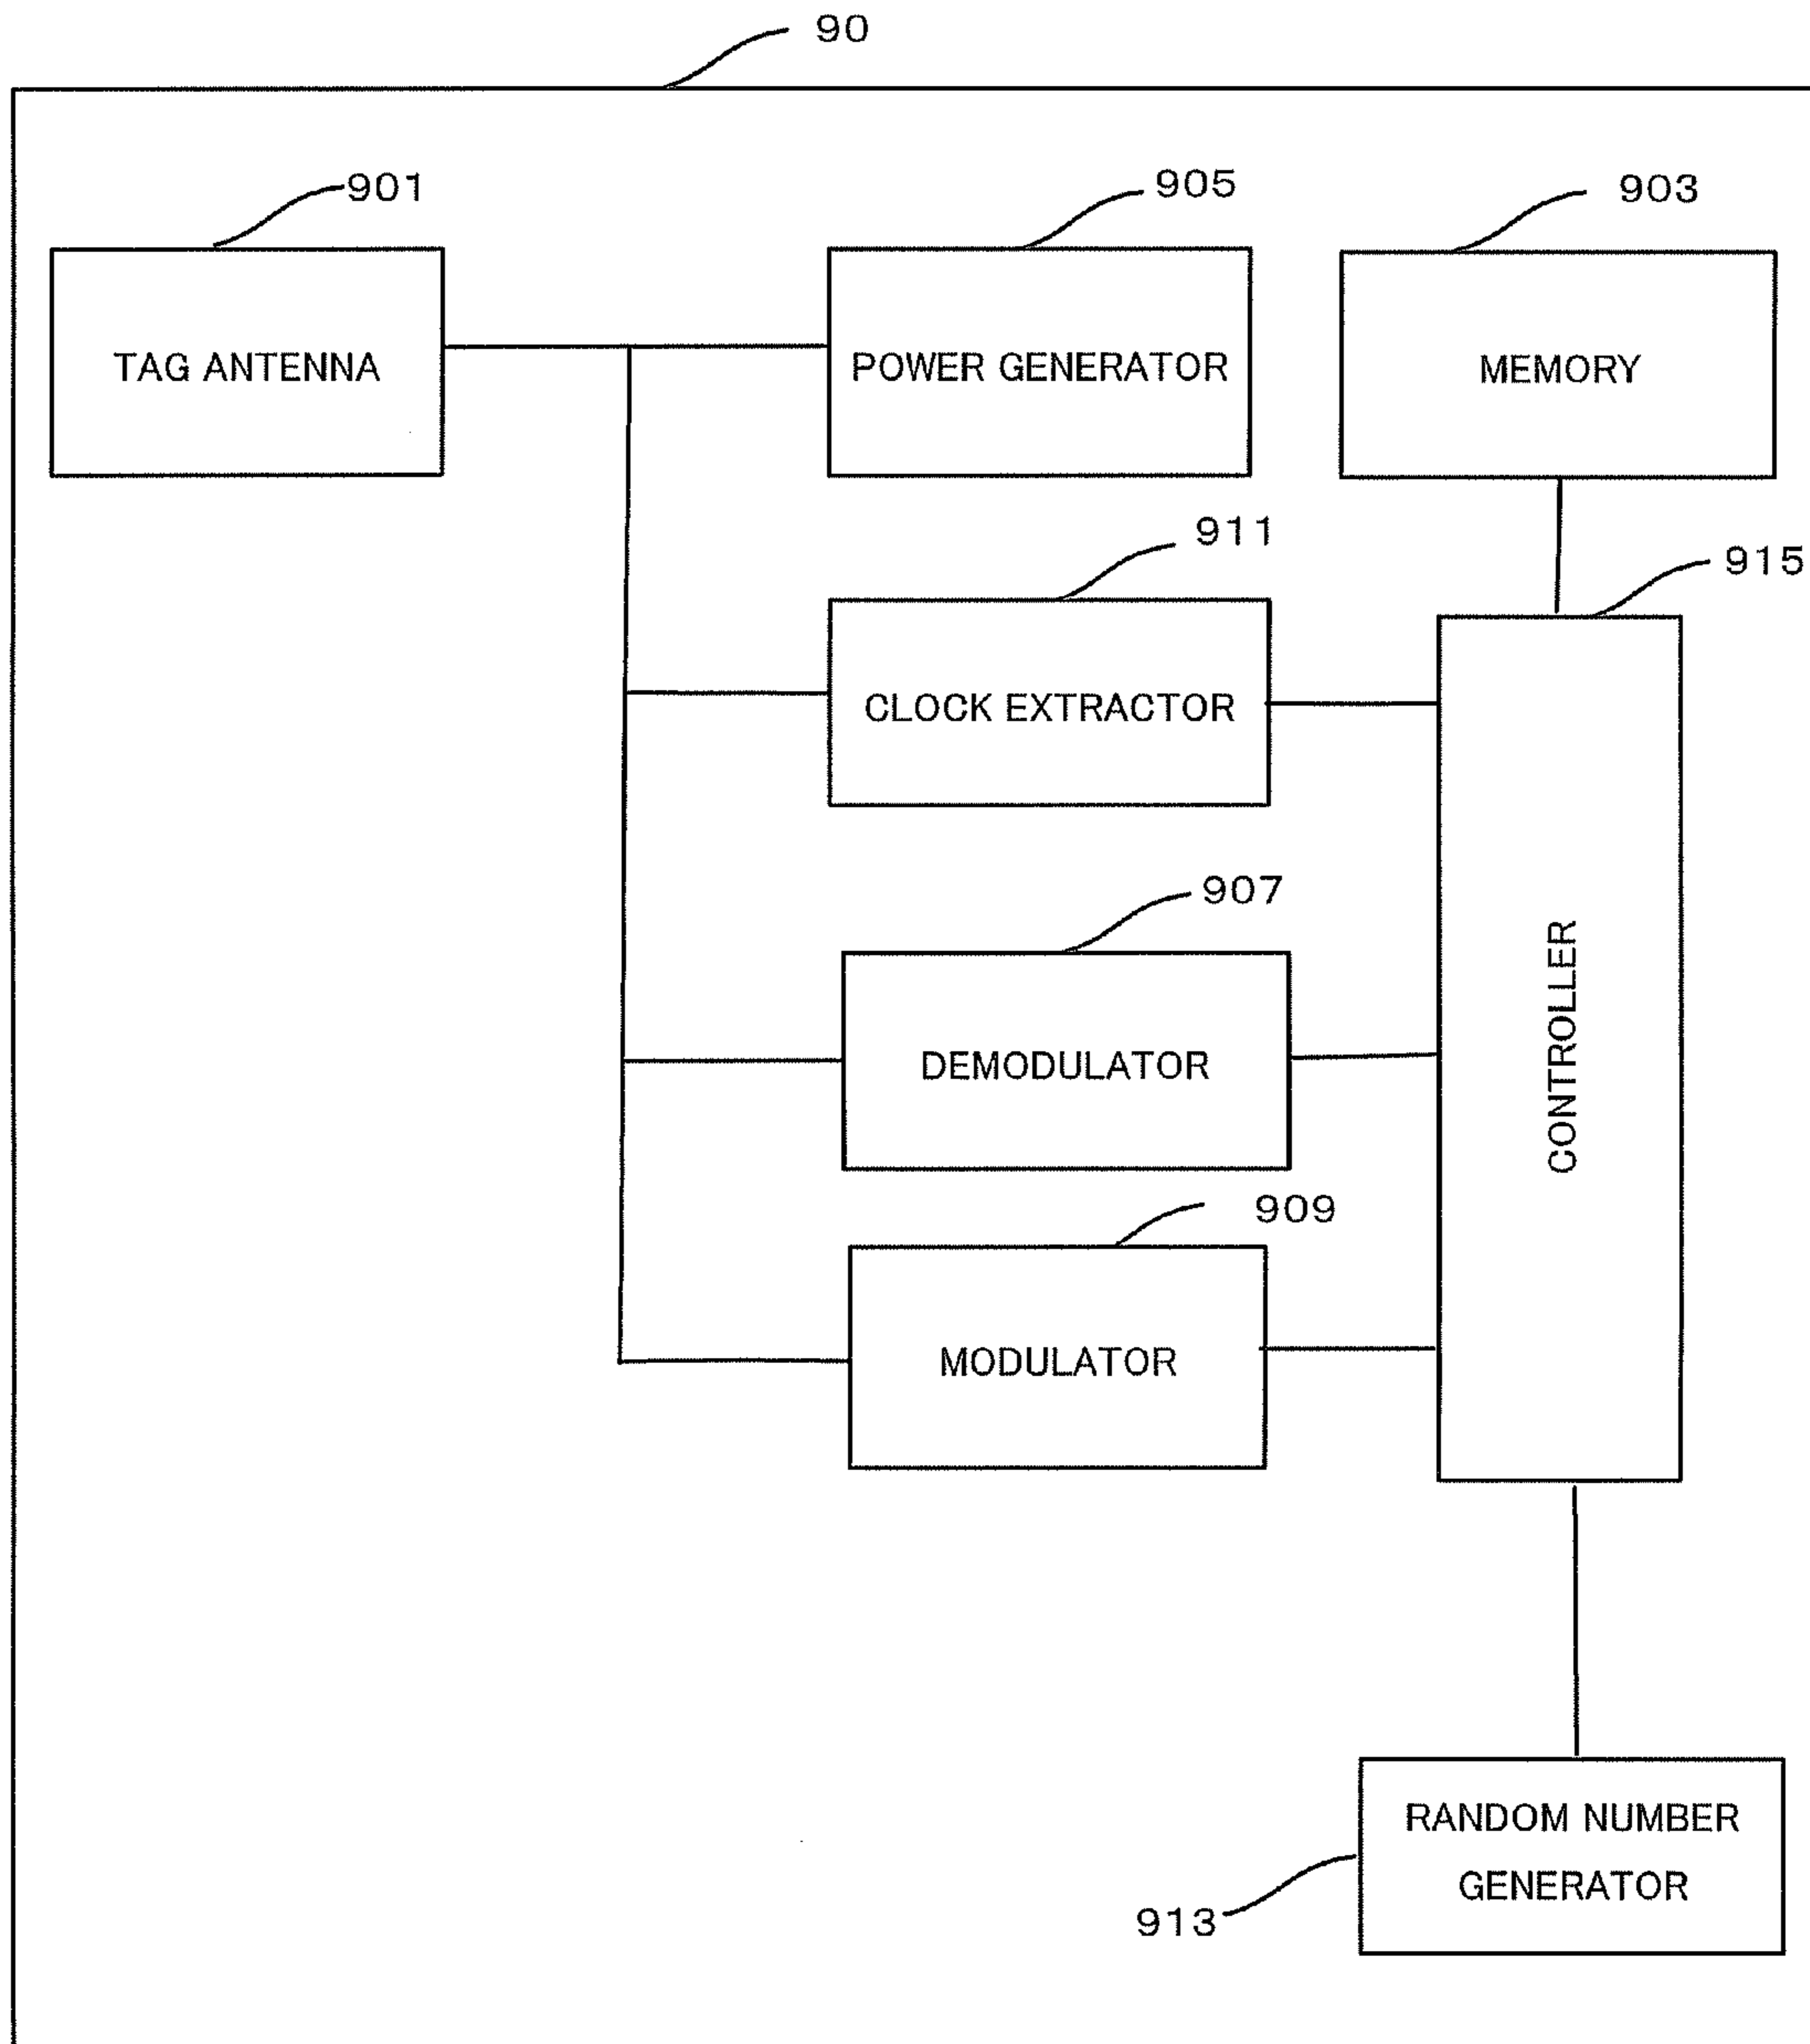 90
901
905
903
TAG ANTENNA
POWER GENERATOR
MEMORY
911
915
CLOCK EXTRACTOR
907
DEMODULATOR
CONTROLLER
909
MODULATOR
RANDOM NUMBER
GENERATOR
913